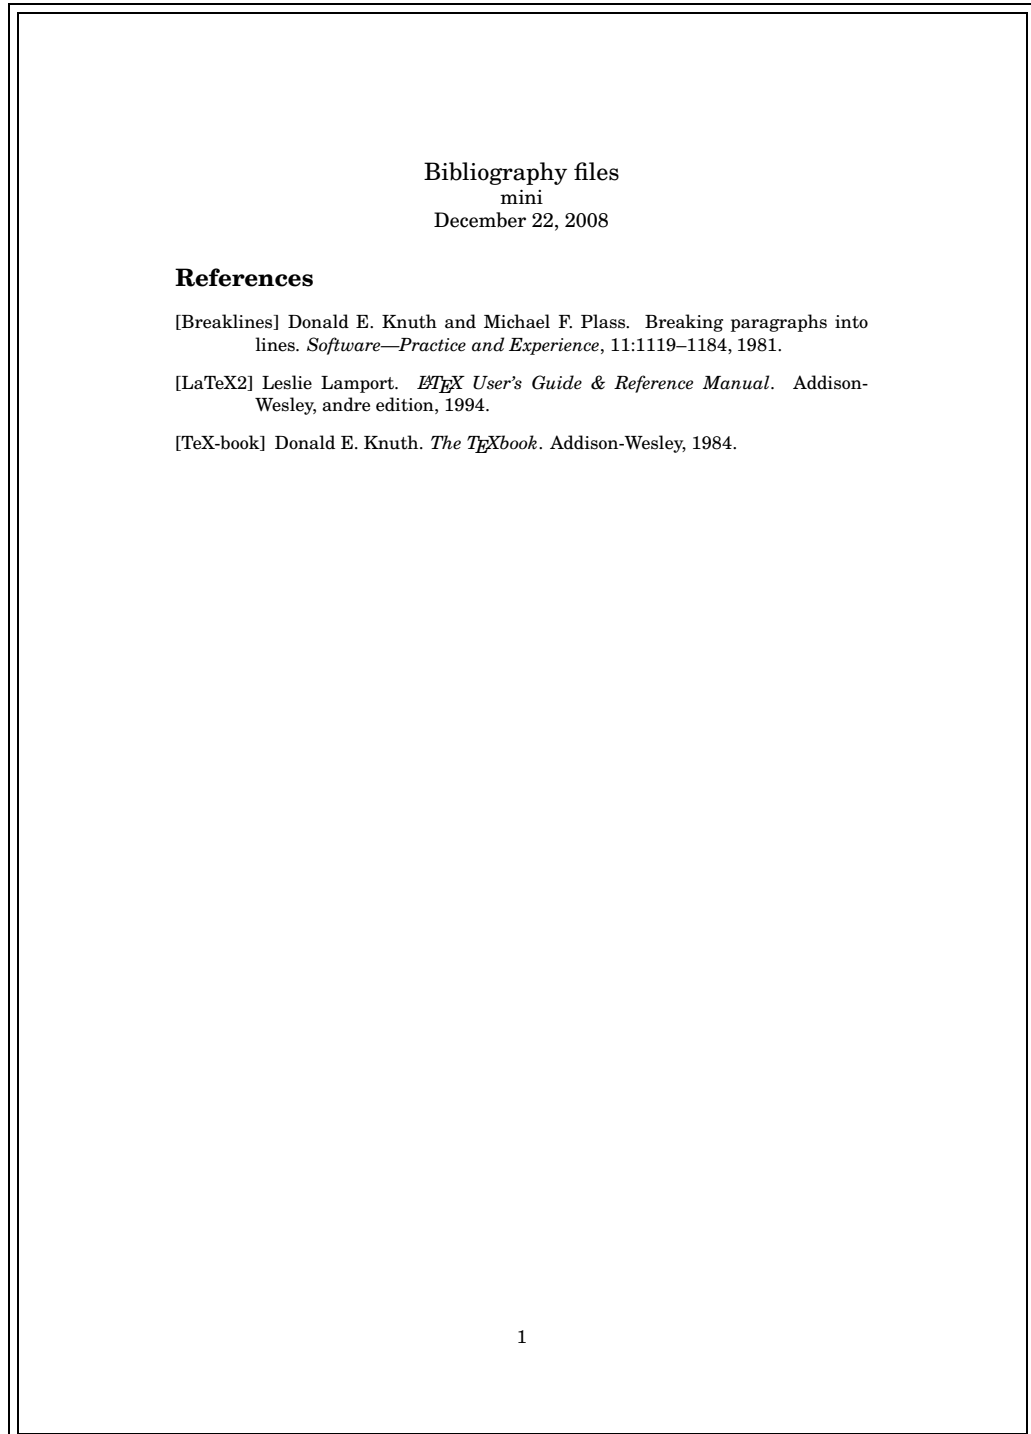 Bibliography files
mini
December 22, 2008
References
[Breaklines] Donald E. Knuth and Michael F. Plass. Breaking paragraphs into
lines. Software—Practice and Experience, 11:1119–1184, 1981.
[LaTeX2] Leslie Lamport. LATEX User's Guide & Reference Manual. Addison-
Wesley, andre edition, 1994.
[TeX-book] Donald E. Knuth. The TEXbook. Addison-Wesley, 1984.
1